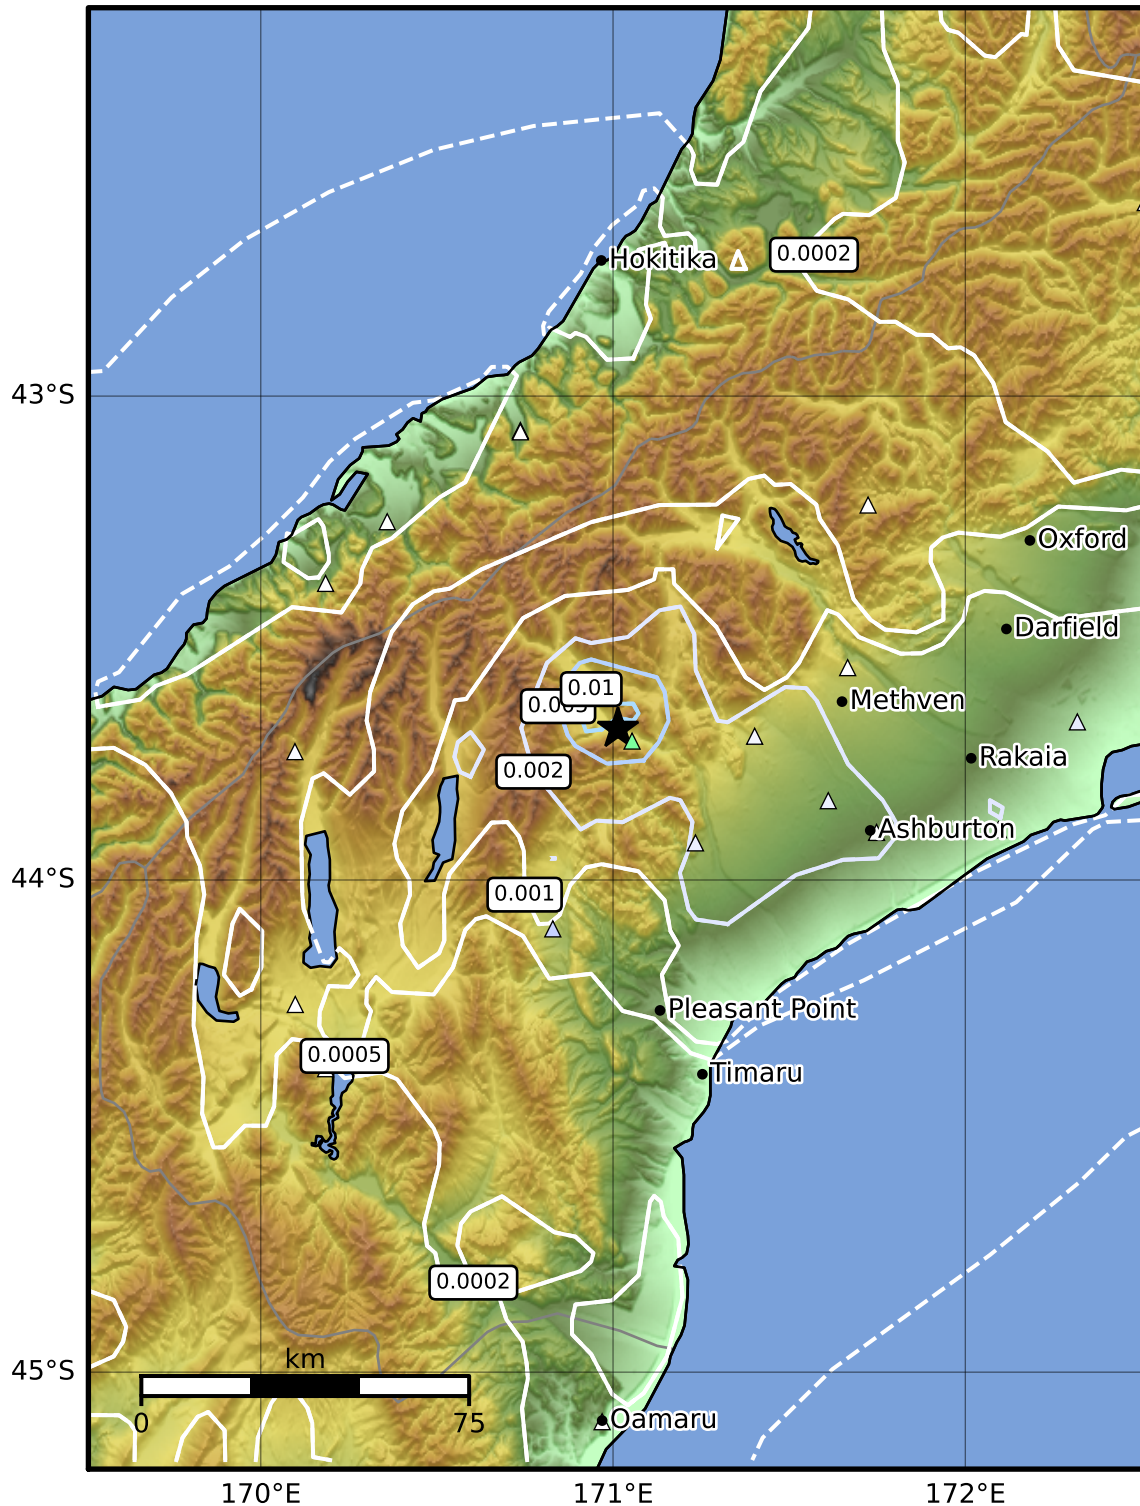 Hokitika
0.0002
43°S
Oxford
Darfield
0.01
Methven
Rakaia
0.002
Ashburton
44°S
0.001
Pleasant Point
0.0005
Timaru
0.0002
45°S
km
0
75
Oamaru
170°E
171°E
172°E